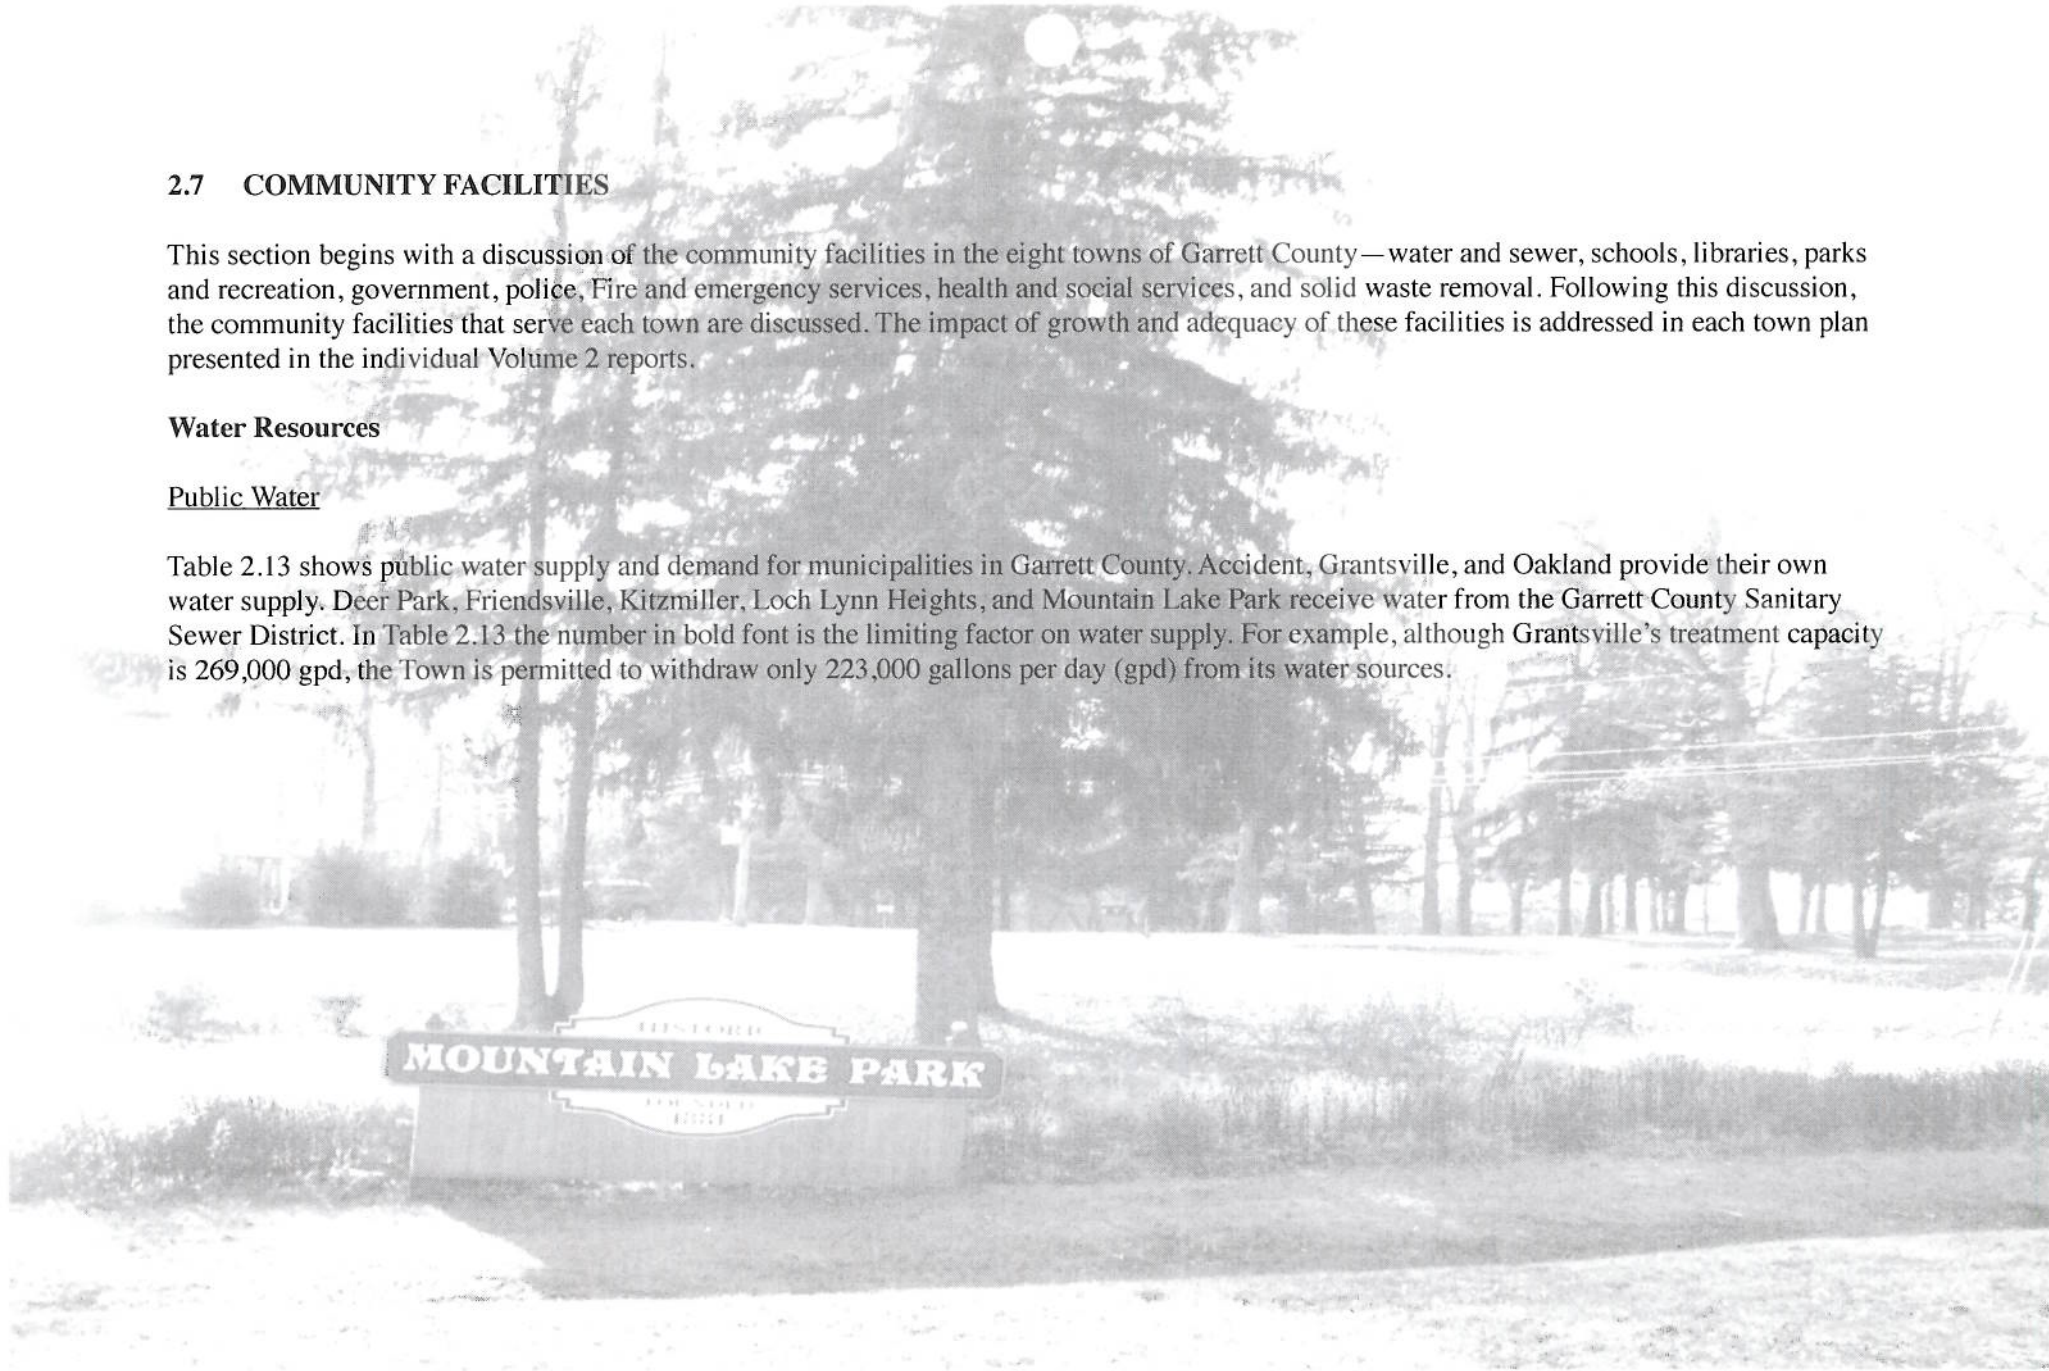 2.7 COMMUNITY FACILITIES
This section begins with a discussion of the community facilities in the eight towns of Garrett County—water and sewer, schools, libraries, parks
and recreation, government, police, Fire and emergency services, health and social services, and solid waste removal. Following this discussion,
the community facilities that serve each town are discussed. The impact of growth and adequacy of these facilities is addressed in each town plan
presented in the individual Volume 2 reports.
Water Resources
Public Water
Table 2.13 shows public water supply and demand for municipalities in Garrett County. Accident, Grantsville, and Oakland provide their own
water supply. Deer Park, Friendsville, Kitzmiller, Loch Lynn Heights, and Mountain Lake Park receive water from the Garrett County Sanitary
Sewer District. In Table 2.13 the number in bold font is the limiting factor on water supply. For example, although Grantsville's treatment capacity
is 269,000 gpd, the Town is permitted to withdraw only 223,000 gallons per day (gpd) from its water sources.
HISTORIC
MOUNTAIN LAKE PARK
FOUNDED